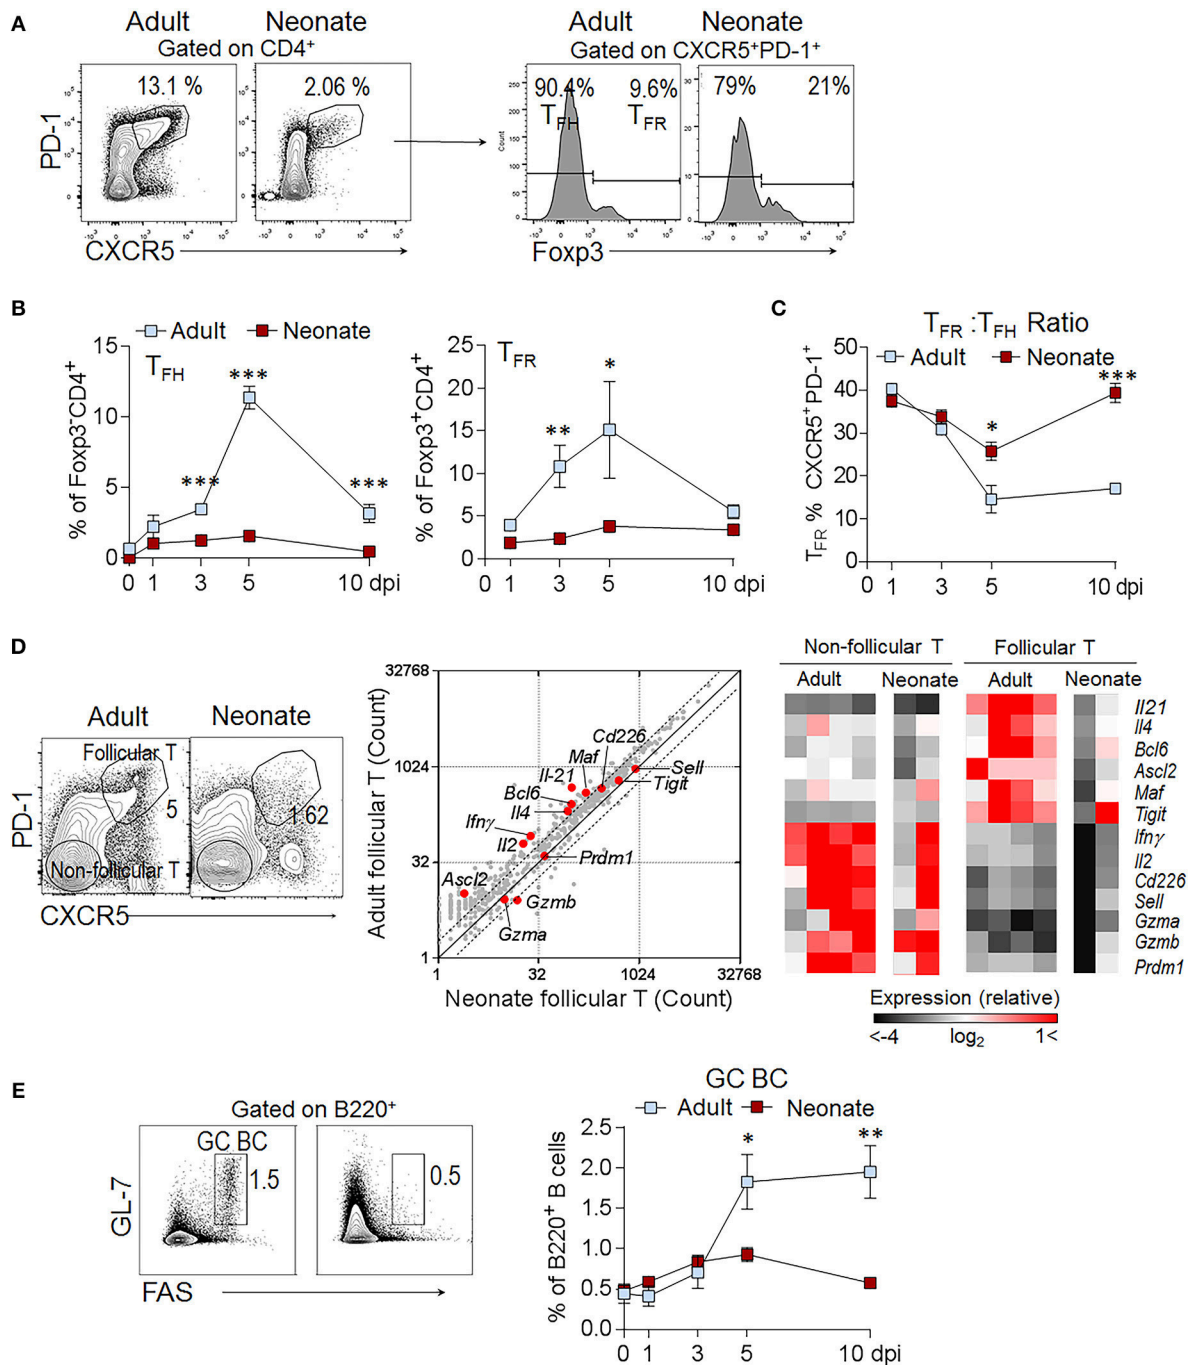 A
Adult Neonate
Gated on CD4+
13.1 % 2.06 %
PD-1
CXCR5
Adult Neonate
Gated on CXCR5+PD-1+
90.4% 9.6% 79% 21%
TFH TFR
Count
Foxp3
B
Adult Neonate
TFH
% of Foxp3-CD4+
15
10
5
0
*** *** ***
0 1 3 5 10 dpi
TFR
% of Foxp3+CD4+
25
20
15
10
5
0
** *
0 1 3 5 10 dpi
C
TFR :TFH Ratio
Adult Neonate
TFR % CXCR5+PD-1+
50
40
30
20
10
0
* ***
0 1 3 5 10 dpi
D
Adult Neonate
Follicular T
5 1.62
Non-follicular T
PD-1
CXCR5
Adult follicular T (Count)
32768
1024
32
1
Cd226
Maf
Sell
Il-21
Tigit
Bcl6
Il4
Ifnγ
Il2
Prdm1
Ascl2
Gzmb
Gzma
1 32 1024 32768
Neonate follicular T (Count)
Non-follicular T Follicular T
Adult Neonate Adult Neonate
Il21
Il4
Bcl6
Ascl2
Maf
Tigit
Ifnγ
Il2
Cd226
Sell
Gzma
Gzmb
Prdm1
Expression (relative)
<-4 log2 1<
E
Gated on B220+
GC BC
1.5 0.5
GL-7
FAS
GC BC
Adult Neonate
% of B220+ B cells
2.5
2.0
1.5
1.0
0.5
0.0
* **
0 1 3 5 10 dpi